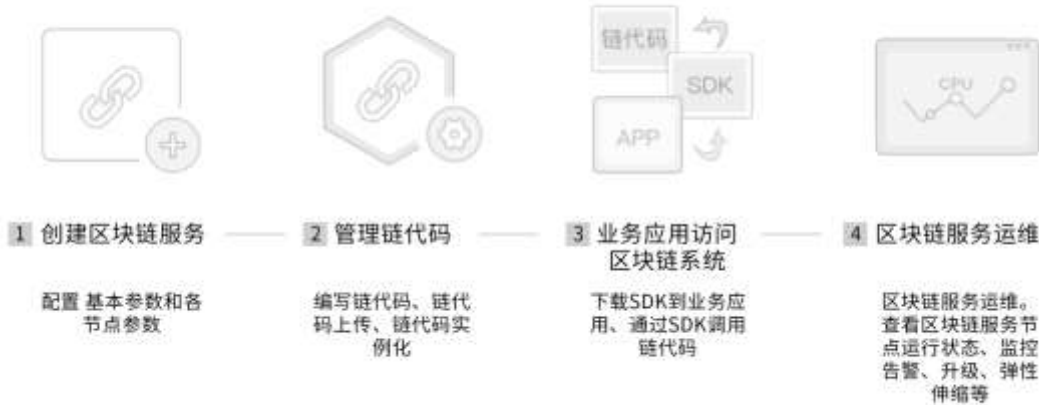 链代码
SDK
APP
CPU
1 创建区块链服务
配置 基本参数和各
节点参数
2 管理链代码
编写链代码、链代
码上传、链代码实
例化
3 业务应用访问
区块链系统
下载SDK到业务应
用、通过SDK调用
链代码
4 区块链服务运维
区块链服务运维。
查看区块链服务节
点运行状态、监控
告警、升级、弹性
伸缩等